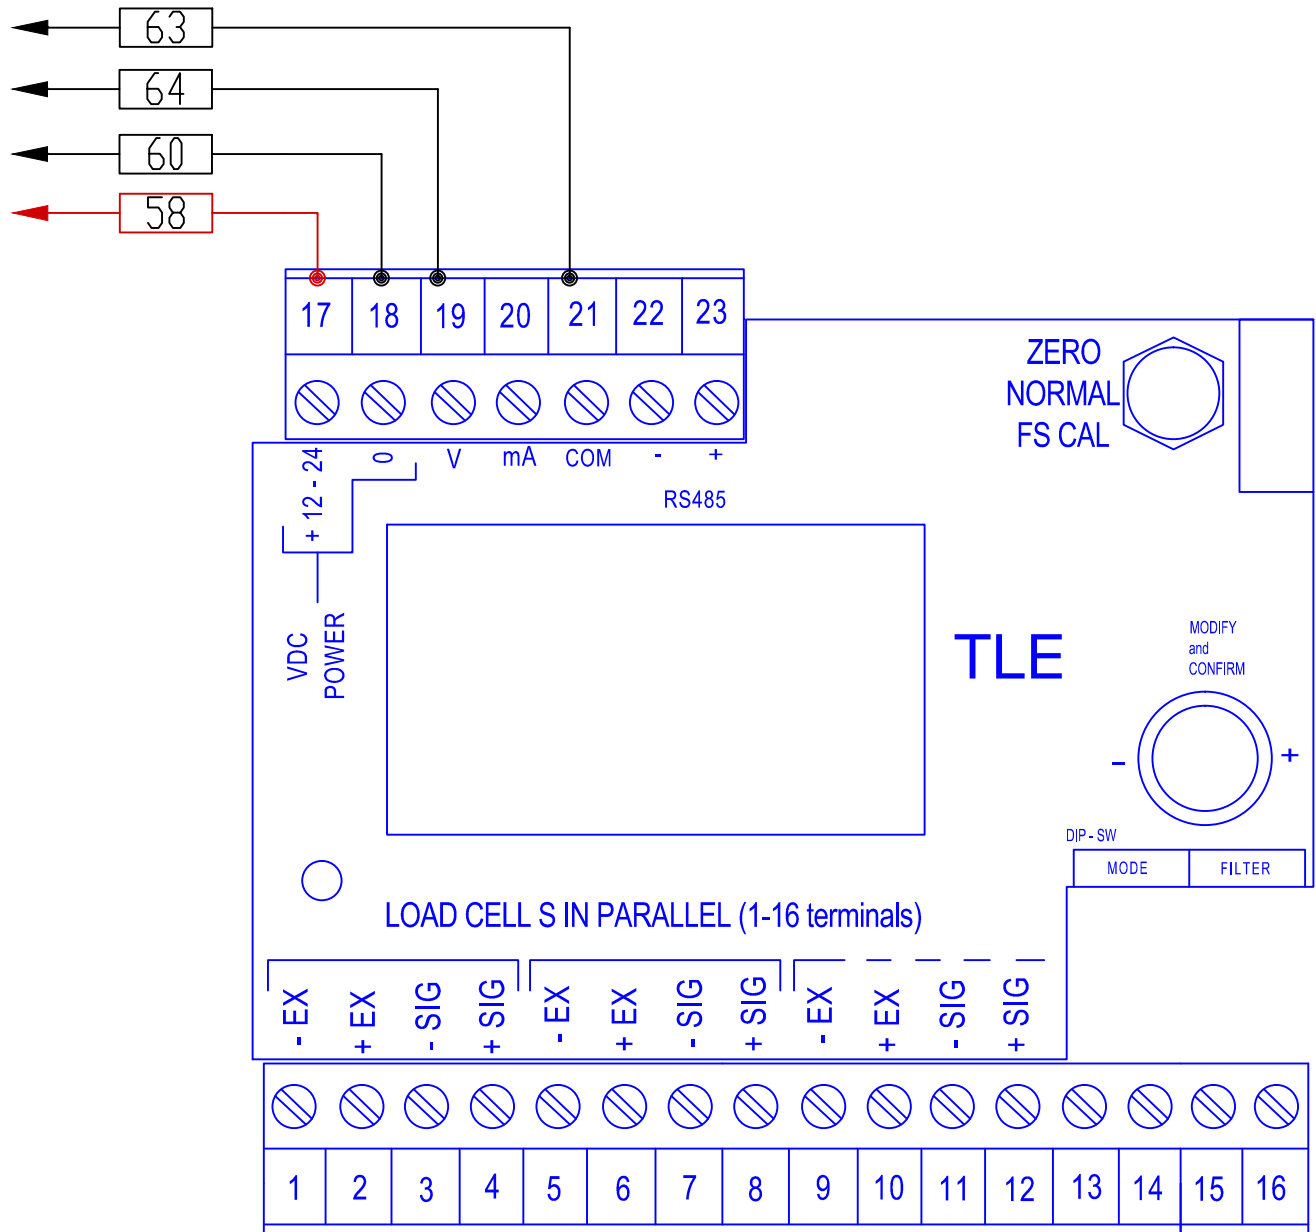 63
64
60
58
17 18 19 20 21 22 23
ZERO
NORMAL
FS CAL
+ 12 - 24 0 V mA COM - +
RS485
VDC
POWER
TLE
MODIFY
and
CONFIRM
- +
DIP - SW
MODE FILTER
LOAD CELL S IN PARALLEL (1-16 terminals)
- EX + EX - SIG + SIG - EX + EX - SIG + SIG - EX + EX - SIG + SIG
1 2 3 4 5 6 7 8 9 10 11 12 13 14 15 16